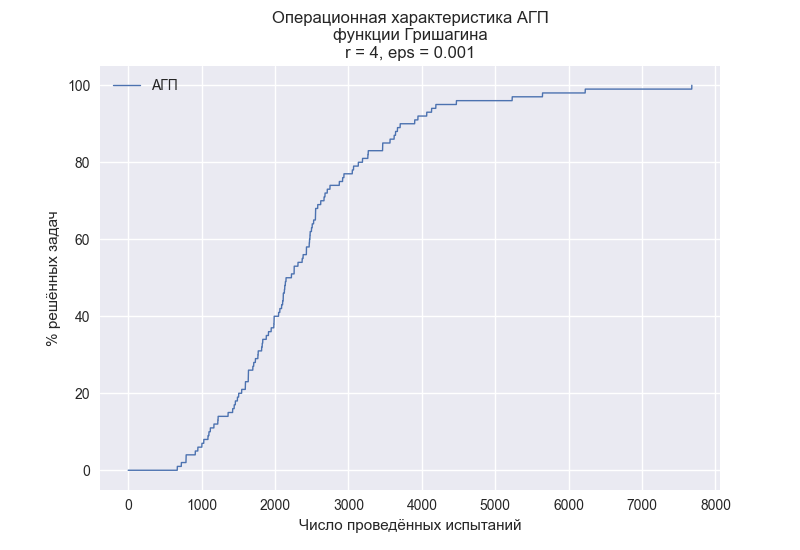 Операционная характеристика АГП
функции Гришагина
r = 4, eps = 0.001
АГП
% решённых задач
100
80
60
40
20
0
0 1000 2000 3000 4000 5000 6000 7000 8000
Число проведённых испытаний